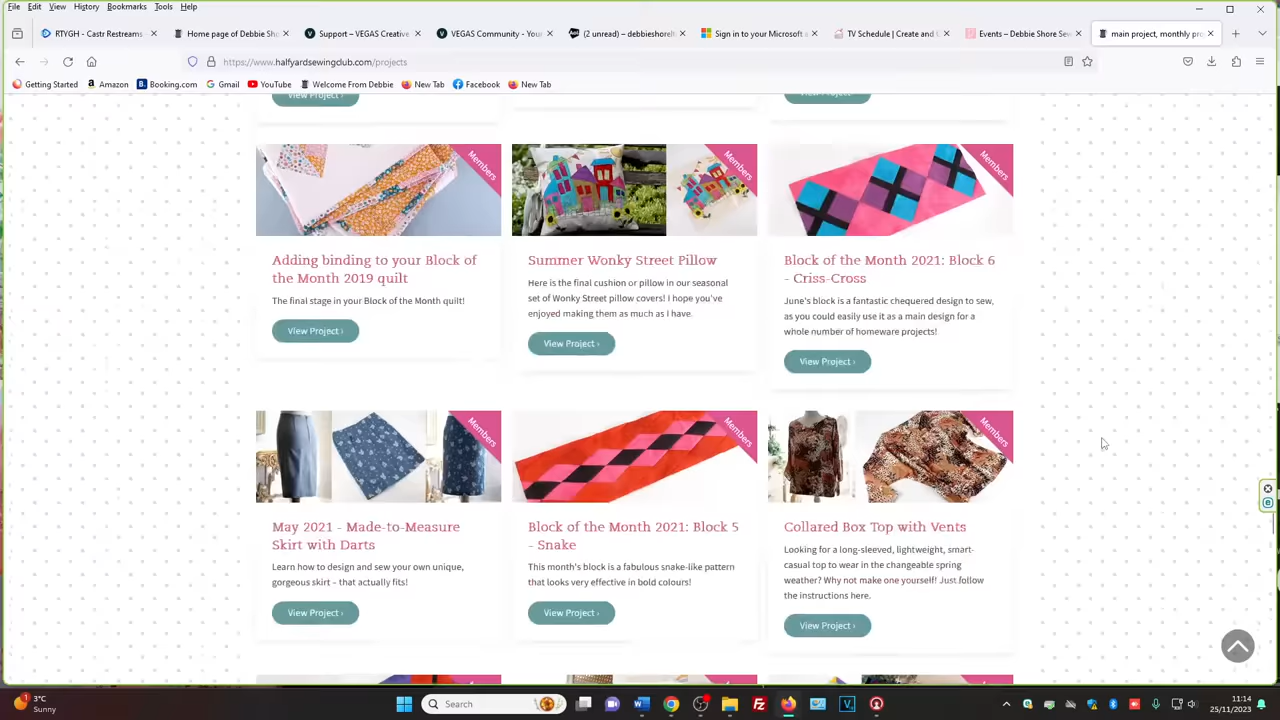 File Edit View History Bookmarks Tools Help
RTYGH - Castr Restreams
Home page of Debbie Sh
Support – VEGAS Creative
VEGAS Community - You
(2 unread) – debbieshorel
Sign in to your Microsoft a
TV Schedule | Create and
Events – Debbie Shore Sew
main project, monthly pro
https://www.halfyardsewingclub.com/projects
Getting Started Amazon Booking.com Gmail YouTube Welcome From Debbie New Tab Facebook New Tab
View Project ›
View Project ›
Members
Adding binding to your Block of
the Month 2019 quilt
The final stage in your Block of the Month quilt!
View Project ›
Members
Summer Wonky Street Pillow
Here is the final cushion or pillow in our seasonal
set of Wonky Street pillow covers! I hope you've
enjoyed making them as much as I have.
View Project ›
Members
Block of the Month 2021: Block 6
- Criss-Cross
June's block is a fantastic chequered design to sew,
as you could easily use it as a main design for a
whole number of homeware projects!
View Project ›
Members
May 2021 - Made-to-Measure
Skirt with Darts
Learn how to design and sew your own unique,
gorgeous skirt – that actually fits!
View Project ›
Members
Block of the Month 2021: Block 5
- Snake
This month's block is a fabulous snake-like pattern
that looks very effective in bold colours!
View Project ›
Members
Collared Box Top with Vents
Looking for a long-sleeved, lightweight, smart-
casual top to wear in the changeable spring
weather? Why not make one yourself! Just follow
the instructions here.
View Project ›
3°C
Sunny
Search
11:14
25/11/2023